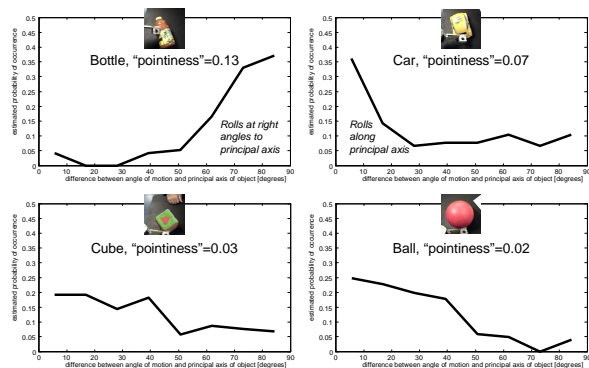 0.5
0.45
0.4
0.35
0.3
0.25
0.2
0.15
0.1
0.05
0
estimated probability of occurrence
Bottle, “pointiness”=0.13
Rolls at right
angles to
principal axis
0 10 20 30 40 50 60 70 80 90
difference between angle of motion and principal axis of object [degrees]
0.5
0.45
0.4
0.35
0.3
0.25
0.2
0.15
0.1
0.05
0
estimated probability of occurrence
Car, “pointiness”=0.07
Rolls
along
principal axis
0 10 20 30 40 50 60 70 80 90
difference between angle of motion and principal axis of object [degrees]
0.5
0.45
0.4
0.35
0.3
0.25
0.2
0.15
0.1
0.05
0
estimated probability of occurrence
Cube, “pointiness”=0.03
0 10 20 30 40 50 60 70 80 90
difference between angle of motion and principal axis of object [degrees]
0.5
0.45
0.4
0.35
0.3
0.25
0.2
0.15
0.1
0.05
0
estimated probability of occurrence
Ball, “pointiness”=0.02
0 10 20 30 40 50 60 70 80 90
difference between angle of motion and principal axis of object [degrees]